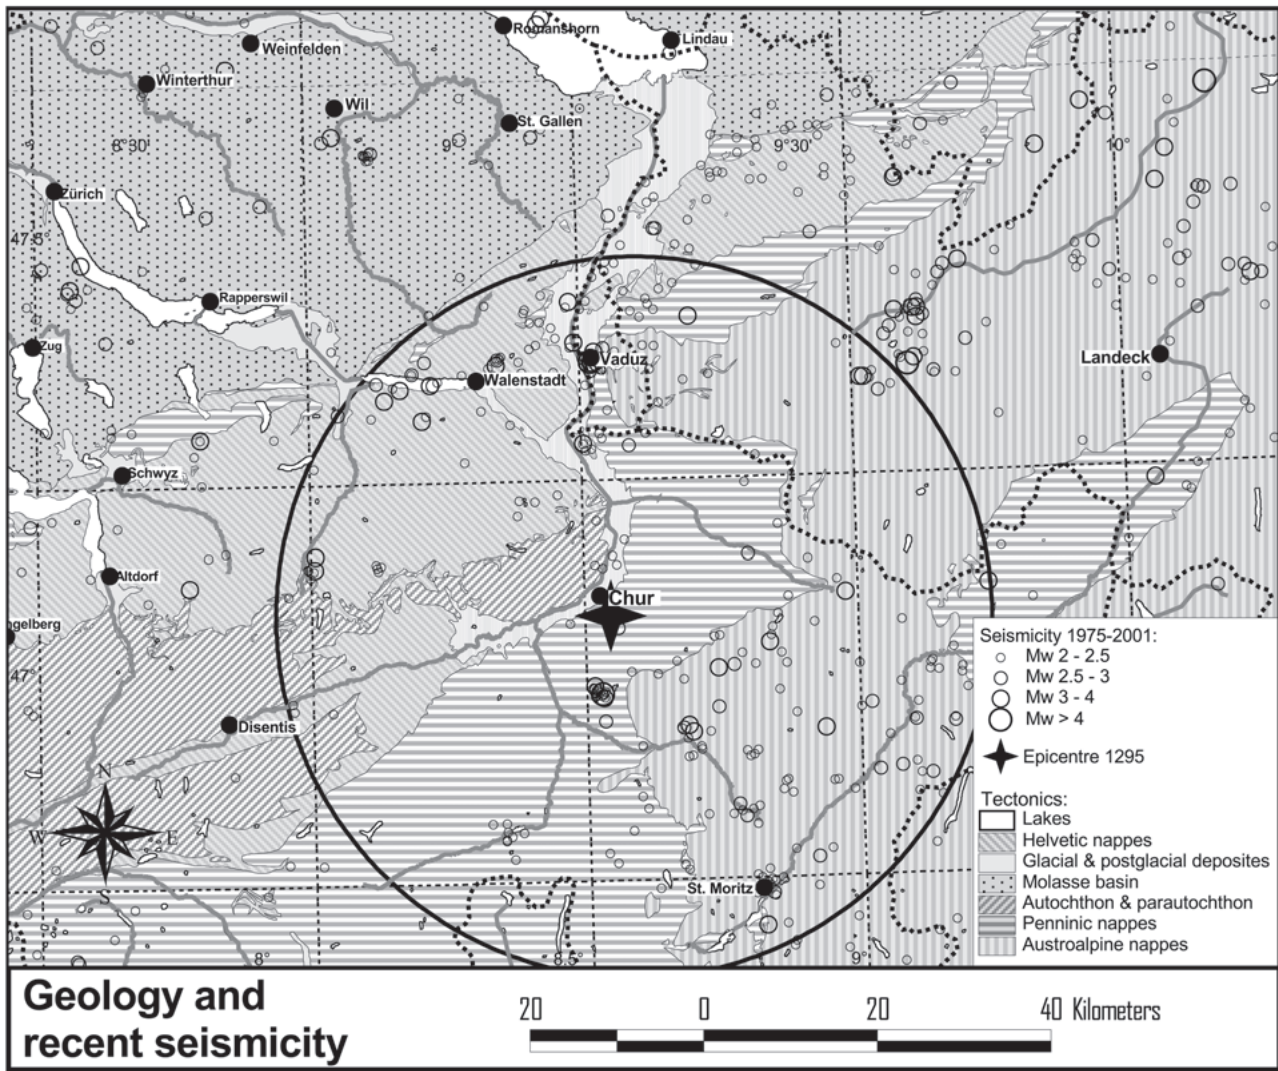 Romanshorn
Lindau
Weinfelden
Winterthur
Wil
St. Gallen
8°30'
9°
9°30'
10°
Zürich
47.5°
Rapperswil
Zug
Vaduz
Landeck
Walenstadt
Schwyz
Altdorf
Chur
ngelberg
47°
Disentis
N
W E
S
St. Moritz
8°
8.5°
9°
Seismicity 1975-2001:
Mw 2 - 2.5
Mw 2.5 - 3
Mw 3 - 4
Mw > 4
Epicentre 1295
Tectonics:
Lakes
Helvetic nappes
Glacial & postglacial deposites
Molasse basin
Autochthon & parautochthon
Penninic nappes
Austroalpine nappes
Geology and
recent seismicity
20 0 20 40 Kilometers